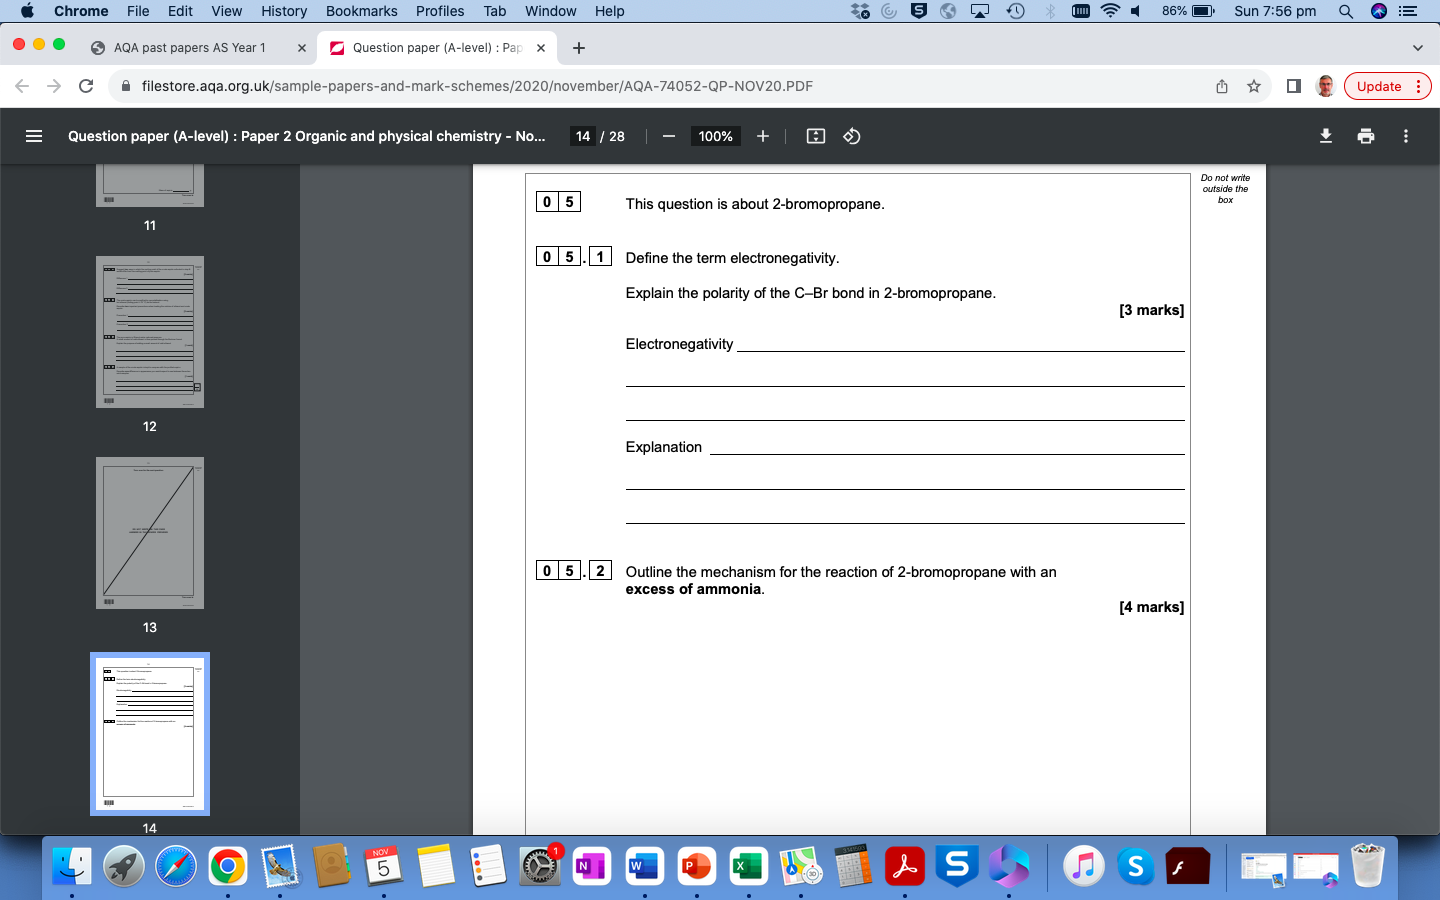 Chrome File Edit View History Bookmarks Profiles Tab Window Help 86% Sun 7:56 pm
AQA past papers AS Year 1 Question paper (A-level) : Pap
filestore.aqa.org.uk/sample-papers-and-mark-schemes/2020/november/AQA-74052-QP-NOV20.PDF Update
Question paper (A-level) : Paper 2 Organic and physical chemistry - No... 14 / 28 100%
11
12
13
14
Do not write
outside the
box
0 5 This question is about 2-bromopropane.
0 5 . 1 Define the term electronegativity.
Explain the polarity of the C–Br bond in 2-bromopropane.
[3 marks]
Electronegativity
Explanation
0 5 . 2 Outline the mechanism for the reaction of 2-bromopropane with an
excess of ammonia.
[4 marks]
NOV
5
1
N
W
P
X
3D
S
S